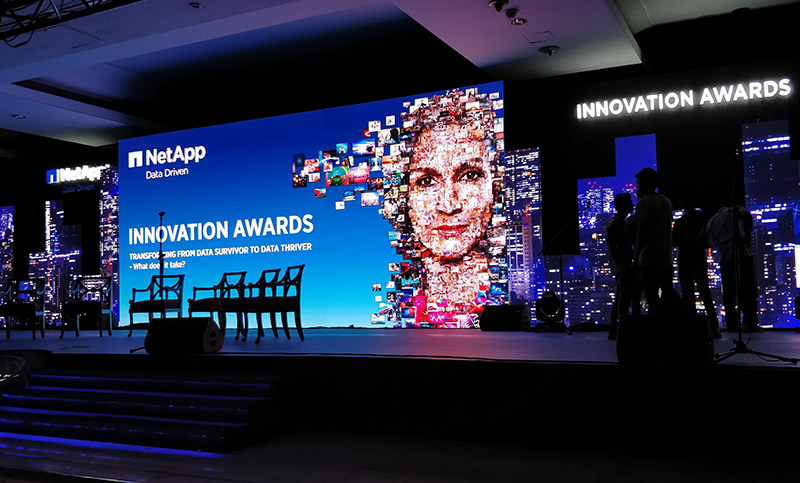 NetApp
Data Driven
INNOVATION AWARDS
TRANSFORMING FROM DATA SURVIVOR TO DATA THRIVER
- What does it take?
NetApp
Data Driven
INNOVATION AWARDS